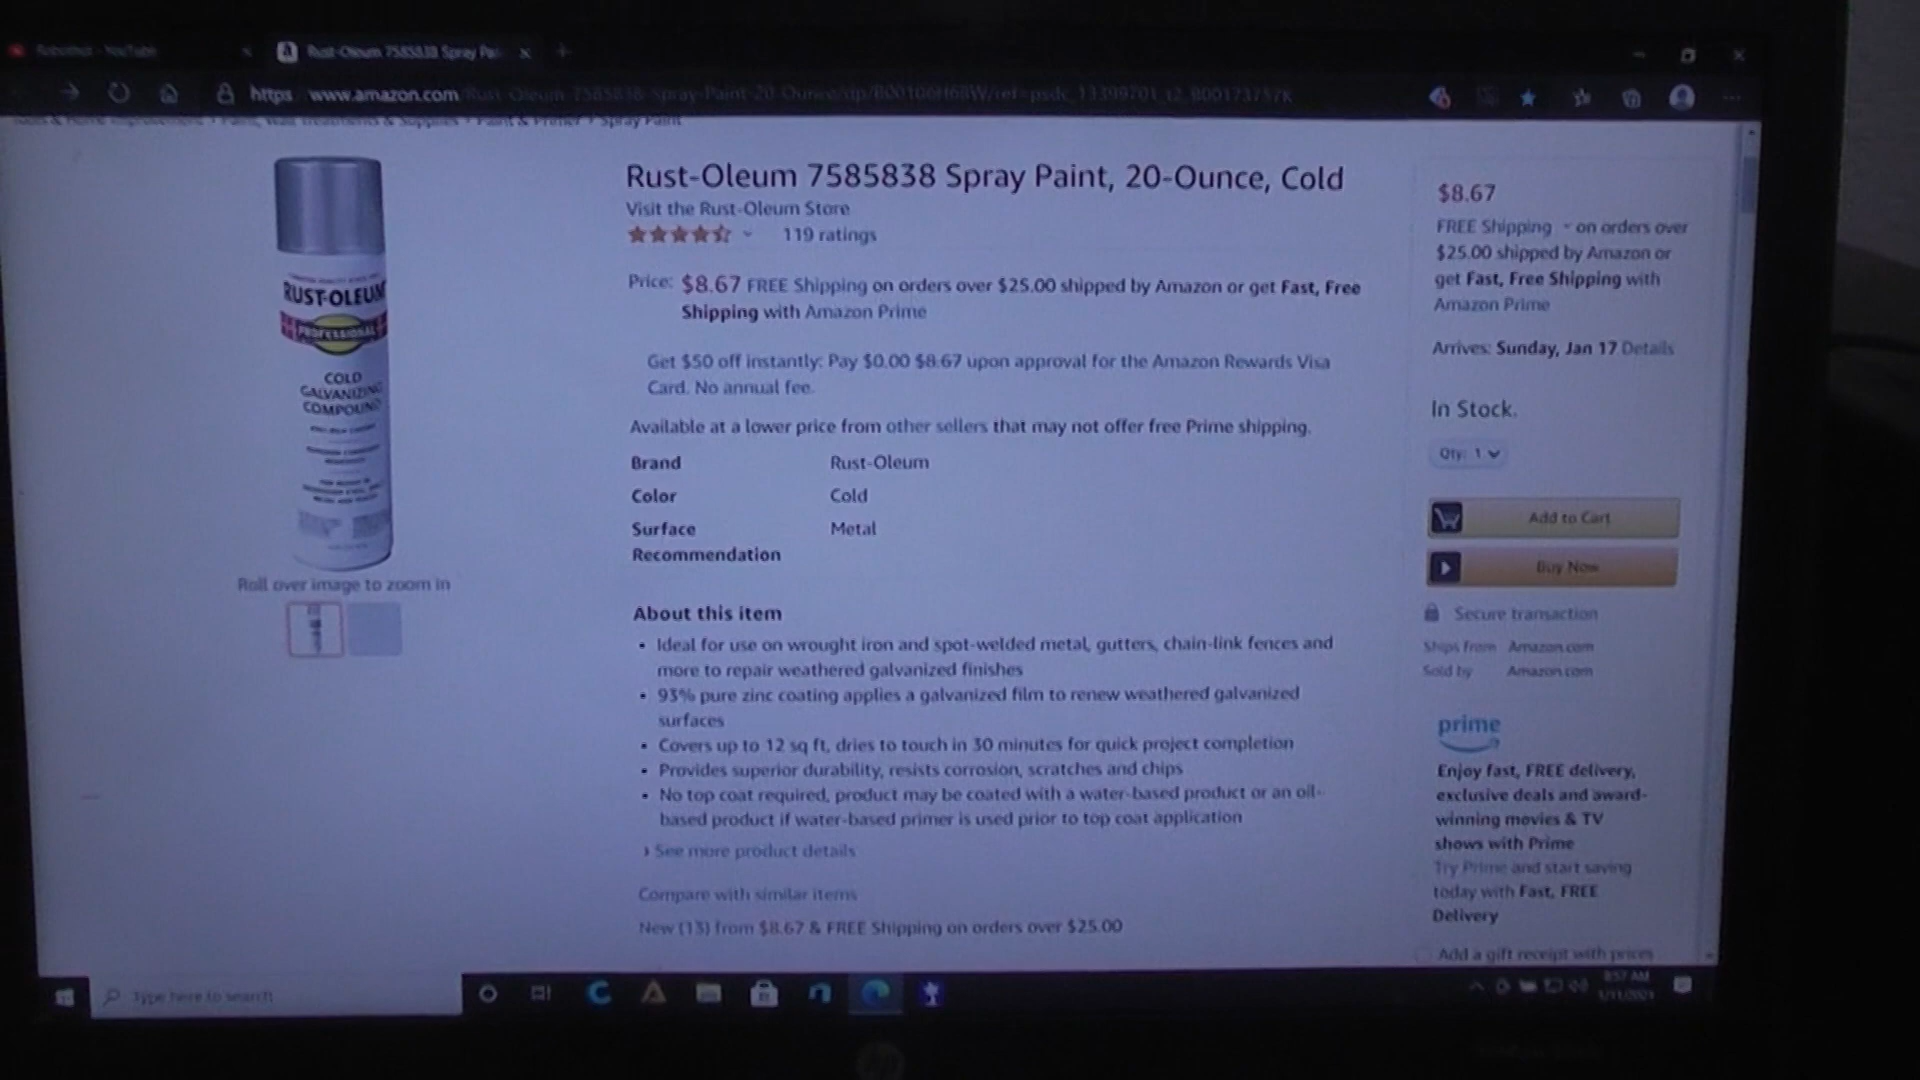 Rust-Oleum 7585838 Spray Pai
https www.amazon.com
Rust-Oleum 7585838 Spray Paint, 20-Ounce, Cold
Visit the Rust-Oleum Store
119 ratings
Price: $8.67 FREE Shipping on orders over $25.00 shipped by Amazon or get Fast, Free
Shipping with Amazon Prime
Get $50 off instantly: Pay $0.00 $8.67 upon approval for the Amazon Rewards Visa
Card. No annual fee.
Available at a lower price from other sellers that may not offer free Prime shipping.
Brand Rust-Oleum
Color Cold
Surface Metal
Recommendation
About this item
• Ideal for use on wrought iron and spot-welded metal, gutters, chain-link fences and
more to repair weathered galvanized finishes
• 93% pure zinc coating applies a galvanized film to renew weathered galvanized
surfaces
• Covers up to 12 sq ft, dries to touch in 30 minutes for quick project completion
• Provides superior durability, resists corrosion, scratches and chips
• No top coat required, product may be coated with a water-based product or an oil-
based product if water-based primer is used prior to top coat application
› See more product details
Compare with similar items
New (13) from $8.67 & FREE Shipping on orders over $25.00
RUST-OLEUM
PROFESSIONAL
COLD
GALVANIZING
COMPOUND
Roll over image to zoom in
$8.67
FREE Shipping on orders over
$25.00 shipped by Amazon or
get Fast, Free Shipping with
Amazon Prime
Arrives: Sunday, Jan 17 Details
In Stock.
Qty: 1
Add to Cart
Buy Now
Secure transaction
Ships from Amazon.com
Sold by Amazon.com
prime
Enjoy fast, FREE delivery,
exclusive deals and award-
winning movies & TV
shows with Prime
Try Prime and start saving
today with Fast, FREE
Delivery
Add a gift receipt with prices
Type here to search
8:57 AM
hp